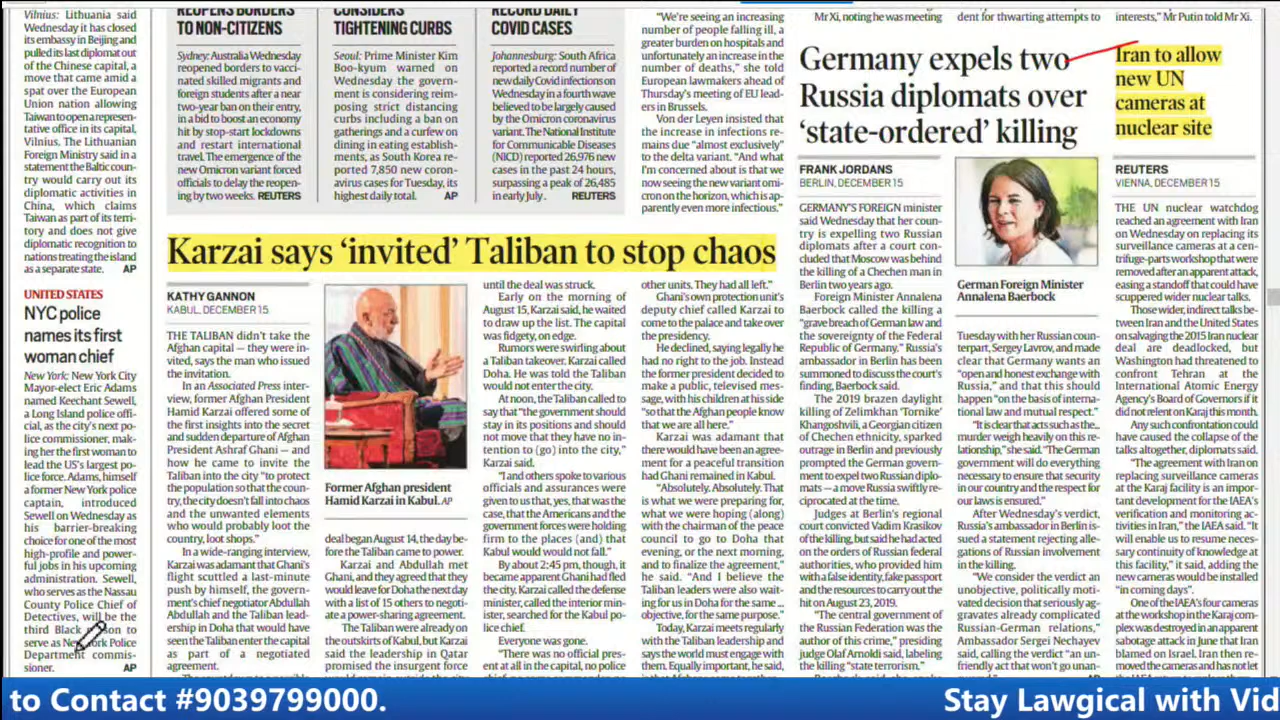 Vilnius: Lithuania said
Wednesday it has closed
its embassy in Beijing and
pulled its last diplomat out
of the Chinese capital, a
move that came amid a
spat over the European
Union nation allowing
Taiwan to open a represen-
tative office in its capital,
Vilnius. The Lithuanian
Foreign Ministry said in a
statement the Baltic coun-
try would carry out its
diplomatic activities in
China, which claims
Taiwan as part of its terri-
tory and does not give
diplomatic recognition to
nations treating the island
as a separate state. AP
UNITED STATES
NYC police
names its first
woman chief
New York: New York City
Mayor-elect Eric Adams
named Keechant Sewell,
a Long Island police offi-
cial, as the city's next po-
lice commissioner, mak-
ing her the first woman to
lead the US's largest po-
lice force. Adams, himself
a former New York police
captain, introduced
Sewell on Wednesday as
his barrier-breaking
choice for one of the most
high-profile and power-
ful jobs in his upcoming
administration. Sewell,
who serves as the Nassau
County Police Chief of
Detectives, will be the
third Black to
serve as New York Police
Department commis-
sioner. AP
REOPENS BORDERS
TO NON-CITIZENS
Sydney: Australia Wednesday
reopened borders to vacci-
nated skilled migrants and
foreign students after a near
two-year ban on their entry,
in a bid to boost an economy
hit by stop-start lockdowns
and restart international
travel. The emergence of the
new Omicron variant forced
officials to delay the reopen-
ing by two weeks. REUTERS
CONSIDERS
TIGHTENING CURBS
Seoul: Prime Minister Kim
Boo-kyum warned on
Wednesday the govern-
ment is considering reim-
posing strict distancing
curbs including a ban on
gatherings and a curfew on
dining in eating establish-
ments, as South Korea re-
ported 7,850 new coron-
avirus cases for Tuesday, its
highest daily total. AP
RECORD DAILY
COVID CASES
Johannesburg: South Africa
reported a record number of
new daily Covid infections on
Wednesday in a fourth wave
believed to be largely caused
by the Omicron coronavirus
variant. The National Institute
for Communicable Diseases
(NICD) reported 26,976 new
cases in the past 24 hours,
surpassing a peak of 26,485
in early July. REUTERS
"We're seeing an increasing
number of people falling ill, a
greater burden on hospitals and
unfortunately an increase in the
number of deaths," she told
European lawmakers ahead of
Thursday's meeting of EU lead-
ers in Brussels.
Von der Leyen insisted that
the increase in infections re-
mains due "almost exclusively"
to the delta variant. "And what
I'm concerned about is that we
now seeing the new variant omi-
cron on the horizon, which is ap-
parently even more infectious."
Karzai says 'invited' Taliban to stop chaos
KATHY GANNON
KABUL, DECEMBER 15
THE TALIBAN didn't take the
Afghan capital — they were in-
vited, says the man who issued
the invitation.
In an Associated Press inter-
view, former Afghan President
Hamid Karzai offered some of
the first insights into the secret
and sudden departure of Afghan
President Ashraf Ghani — and
how he came to invite the
Taliban into the city "to protect
the population so that the coun-
try, the city doesn't fall into chaos
and the unwanted elements
who would probably loot the
country, loot shops."
In a wide-ranging interview,
Karzai was adamant that Ghani's
flight scuttled a last-minute
push by himself, the govern-
ment's chief negotiator Abdullah
Abdullah and the Taliban lead-
ership in Doha that would have
seen the Taliban enter the capital
as part of a negotiated
agreement.
Former Afghan president
Hamid Karzai in Kabul. AP
deal began August 14, the day be-
fore the Taliban came to power.
Karzai and Abdullah met
Ghani, and they agreed that they
would leave for Doha the next day
with a list of 15 others to negoti-
ate a power-sharing agreement.
The Taliban were already on
the outskirts of Kabul, but Karzai
said the leadership in Qatar
promised the insurgent force
until the deal was struck.
Early on the morning of
August 15, Karzai said, he waited
to draw up the list. The capital
was fidgety, on edge.
Rumors were swirling about
a Taliban takeover. Karzai called
Doha. He was told the Taliban
would not enter the city.
At noon, the Taliban called to
say that "the government should
stay in its positions and should
not move that they have no in-
tention to (go) into the city,"
Karzai said.
"I and others spoke to various
officials and assurances were
given to us that, yes, that was the
case, that the Americans and the
government forces were holding
firm to the places (and) that
Kabul would would not fall."
By about 2:45 pm, though, it
became apparent Ghani had fled
the city. Karzai called the defense
minister, called the interior min-
ister, searched for the Kabul po-
lice chief.
Everyone was gone.
"There was no official pres-
ent at all in the capital, no police
other units. They had all left."
Ghani's own protection unit's
deputy chief called Karzai to
come to the palace and take over
the presidency.
He declined, saying legally he
had no right to the job. Instead
the former president decided to
make a public, televised mes-
sage, with his children at his side
"so that the Afghan people know
that we are all here."
Karzai was adamant that
there would have been an agree-
ment for a peaceful transition
had Ghani remained in Kabul.
"Absolutely. Absolutely. That
is what we were preparing for,
what we were hoping (along)
with the chairman of the peace
council to go to Doha that
evening, or the next morning,
and to finalize the agreement,"
he said. "And I believe the
Taliban leaders were also wait-
ing for us in Doha for the same ...
objective, for the same purpose."
Today, Karzai meets regularly
with the Taliban leadership and
says the world must engage with
them. Equally important, he said,
Mr Xi, noting he was meeting
dent for thwarting attempts to
interests," Mr Putin told Mr Xi.
Germany expels two
Russia diplomats over
'state-ordered' killing
FRANK JORDANS
BERLIN, DECEMBER 15
GERMANY'S FOREIGN minister
said Wednesday that her coun-
try is expelling two Russian
diplomats after a court con-
cluded that Moscow was behind
the killing of a Chechen man in
Berlin two years ago.
Foreign Minister Annalena
Baerbock called the killing a
"grave breach of German law and
the sovereignty of the Federal
Republic of Germany." Russia's
ambassador in Berlin has been
summoned to discuss the court's
finding, Baerbock said.
The 2019 brazen daylight
killing of Zelimkhan 'Tornike'
Khangoshvili, a Georgian citizen
of Chechen ethnicity, sparked
outrage in Berlin and previously
prompted the German govern-
ment to expel two Russian diplo-
mats — a move Russia swiftly re-
ciprocated at the time.
Judges at Berlin's regional
court convicted Vadim Krasikov
of the killing, but said he had acted
on the orders of Russian federal
authorities, who provided him
with a false identity, fake passport
and the resources to carry out the
hit on August 23, 2019.
"The central government of
the Russian Federation was the
author of this crime," presiding
judge Olaf Arnoldi said, labeling
the killing "state terrorism."
German Foreign Minister
Annalena Baerbock
Tuesday with her Russian coun-
terpart, Sergey Lavrov, and made
clear that Germany wants an
"open and honest exchange with
Russia," and that this should
happen "on the basis of interna-
tional law and mutual respect."
"It is clear that acts such as the...
murder weigh heavily on this re-
lationship," she said. "The German
government will do everything
necessary to ensure that security
in our country and the respect for
our laws is ensured."
After Wednesday's verdict,
Russia's ambassador in Berlin is-
sued a statement rejecting alle-
gations of Russian involvement
in the killing.
"We consider the verdict an
unobjective, politically moti-
vated decision that seriously ag-
gravates already complicated
Russian-German relations,"
Ambassador Sergei Nechayev
said, calling the verdict "an un-
friendly act that won't go unan-
Iran to allow
new UN
cameras at
nuclear site
REUTERS
VIENNA, DECEMBER 15
THE UN nuclear watchdog
reached an agreement with Iran
on Wednesday on replacing its
surveillance cameras at a cen-
trifuge-parts workshop that were
removed after an apparent attack,
easing a standoff that could have
scuppered wider nuclear talks.
Those wider, indirect talks be-
tween Iran and the United States
on salvaging the 2015 Iran nuclear
deal are deadlocked, but
Washington had threatened to
confront Tehran at the
International Atomic Energy
Agency's Board of Governors if it
did not relent on Karaj this month.
Any such confrontation could
have caused the collapse of the
talks altogether, diplomats said.
"The agreement with Iran on
replacing surveillance cameras at
the Karaj facility is an impor-
tant development for the IAEA's
verification and monitoring ac-
tivities in Iran," the IAEA said. "It
will enable us to resume neces-
sary continuity of knowledge at
this facility," it said, adding the
new cameras would be installed
"in coming days".
One of the IAEA's four cameras
at the workshop in the Karaj com-
plex was destroyed in an apparent
sabotage attack in June that Iran
blamed on Israel. Iran then re-
moved the cameras and has not let
to Contact #9039799000.
Stay Lawgical with Vid